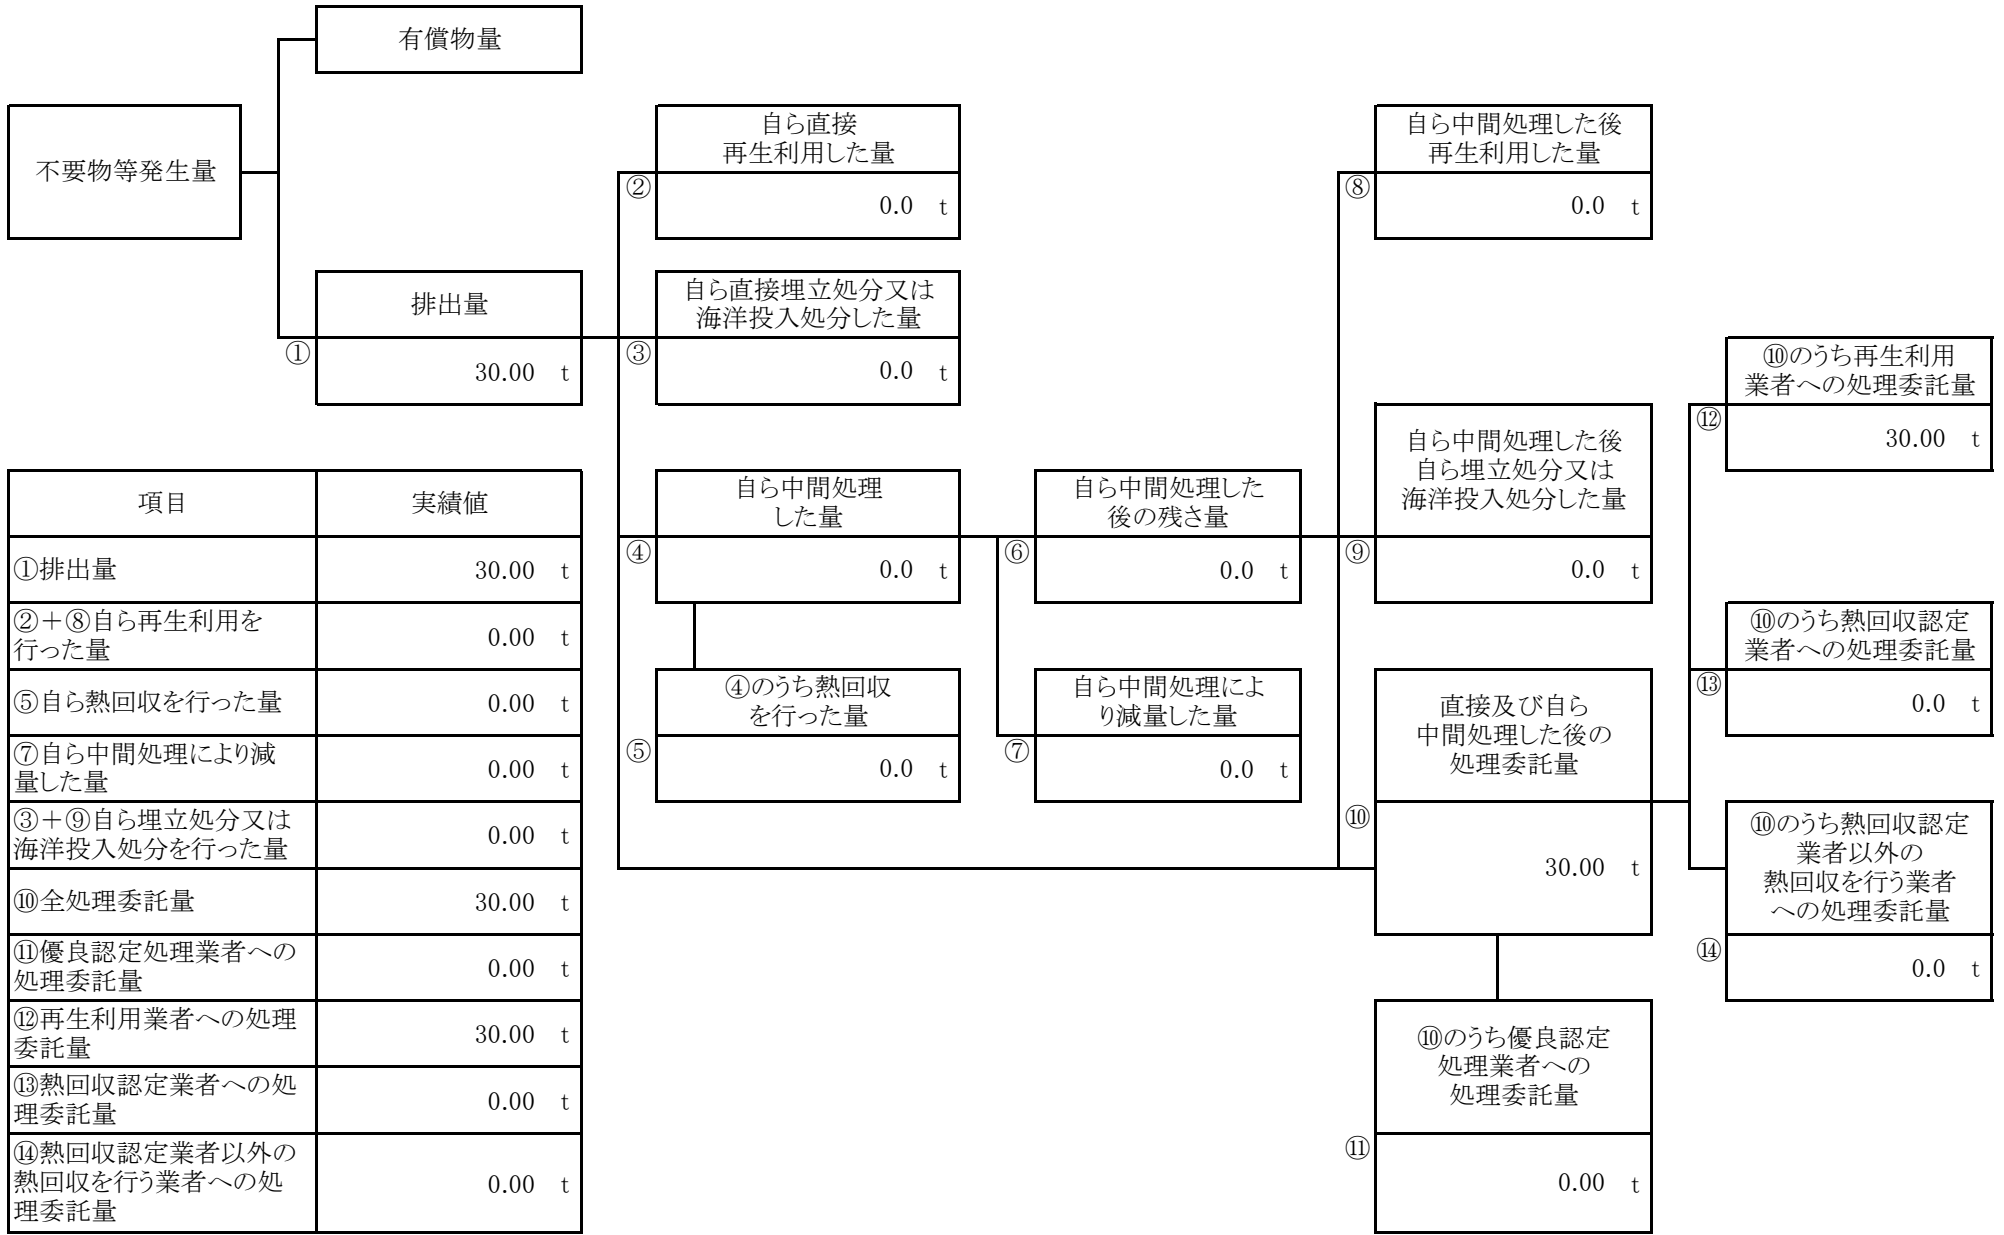 有償物量
不要物等発生量
排出量
①
30.00 t
自ら直接
再生利用した量
②
0.0 t
自ら直接埋立処分又は
海洋投入処分した量
③
0.0 t
自ら中間処理
した量
④
0.0 t
④のうち熱回収
を行った量
⑤
0.0 t
自ら中間処理した
後の残さ量
⑥
0.0 t
自ら中間処理によ
り減量した量
⑦
0.0 t
自ら中間処理した後
再生利用した量
⑧
0.0 t
自ら中間処理した後
自ら埋立処分又は
海洋投入処分した量
⑨
0.0 t
直接及び自ら
中間処理した後の
処理委託量
⑩
30.00 t
⑩のうち優良認定
処理業者への
処理委託量
⑪
0.00 t
⑩のうち再生利用
業者への処理委託量
⑫
30.00 t
⑩のうち熱回収認定
業者への処理委託量
⑬
0.0 t
⑩のうち熱回収認定
業者以外の
熱回収を行う業者
への処理委託量
⑭
0.0 t
項目 実績値
①排出量 30.00 t
②＋⑧自ら再生利用を
行った量 0.00 t
⑤自ら熱回収を行った量 0.00 t
⑦自ら中間処理により減
量した量 0.00 t
③＋⑨自ら埋立処分又は
海洋投入処分を行った量 0.00 t
⑩全処理委託量 30.00 t
⑪優良認定処理業者への
処理委託量 0.00 t
⑫再生利用業者への処理
委託量 30.00 t
⑬熱回収認定業者への処
理委託量 0.00 t
⑭熱回収認定業者以外の
熱回収を行う業者への処
理委託量 0.00 t